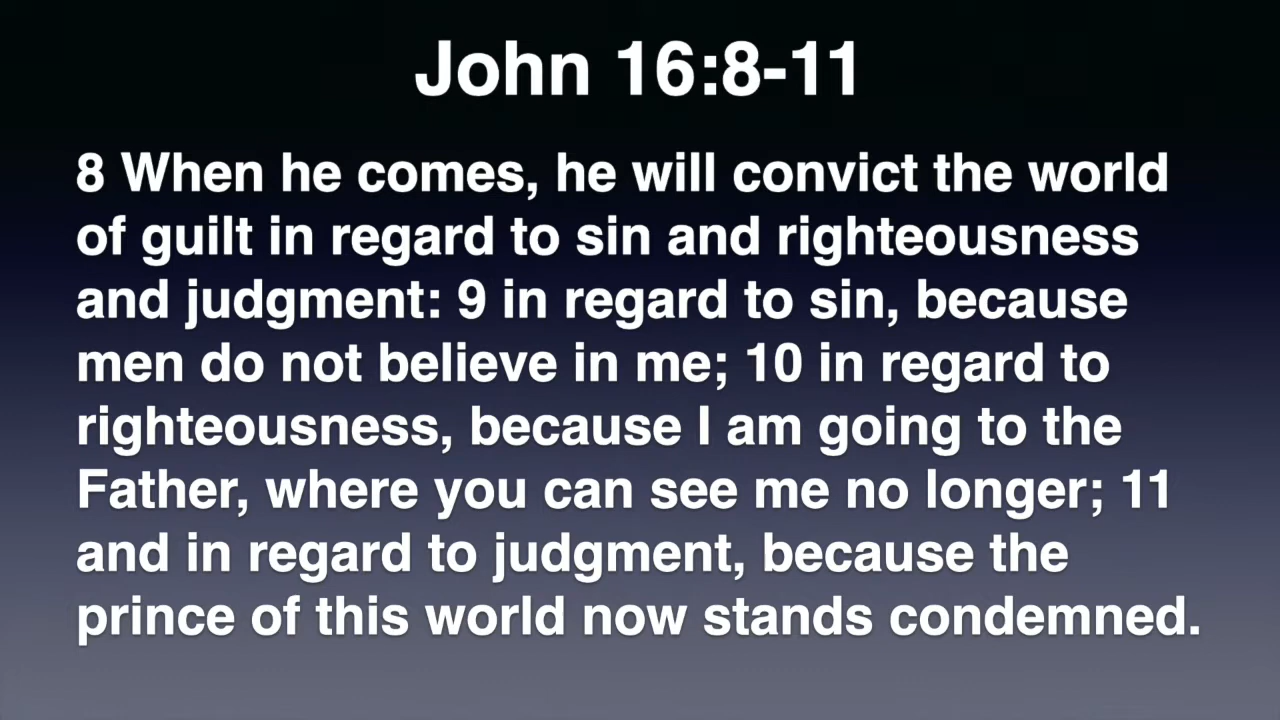 John 16:8-11
8 When he comes, he will convict the world
of guilt in regard to sin and righteousness
and judgment: 9 in regard to sin, because
men do not believe in me; 10 in regard to
righteousness, because I am going to the
Father, where you can see me no longer; 11
and in regard to judgment, because the
prince of this world now stands condemned.